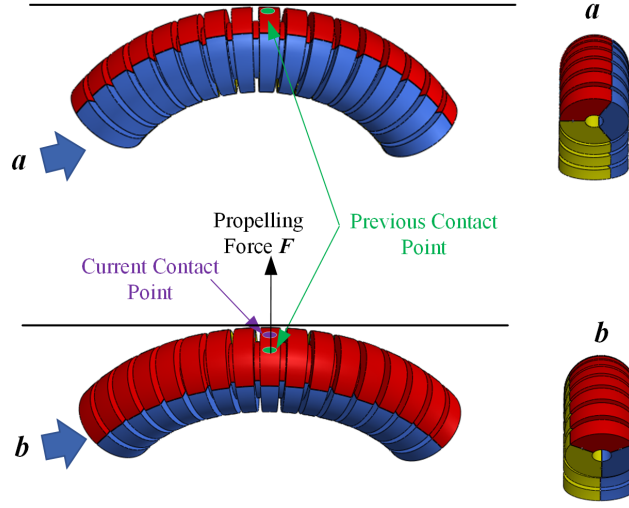 a
a
Propelling
Force F
Previous Contact
Point
Current Contact
Point
b
b